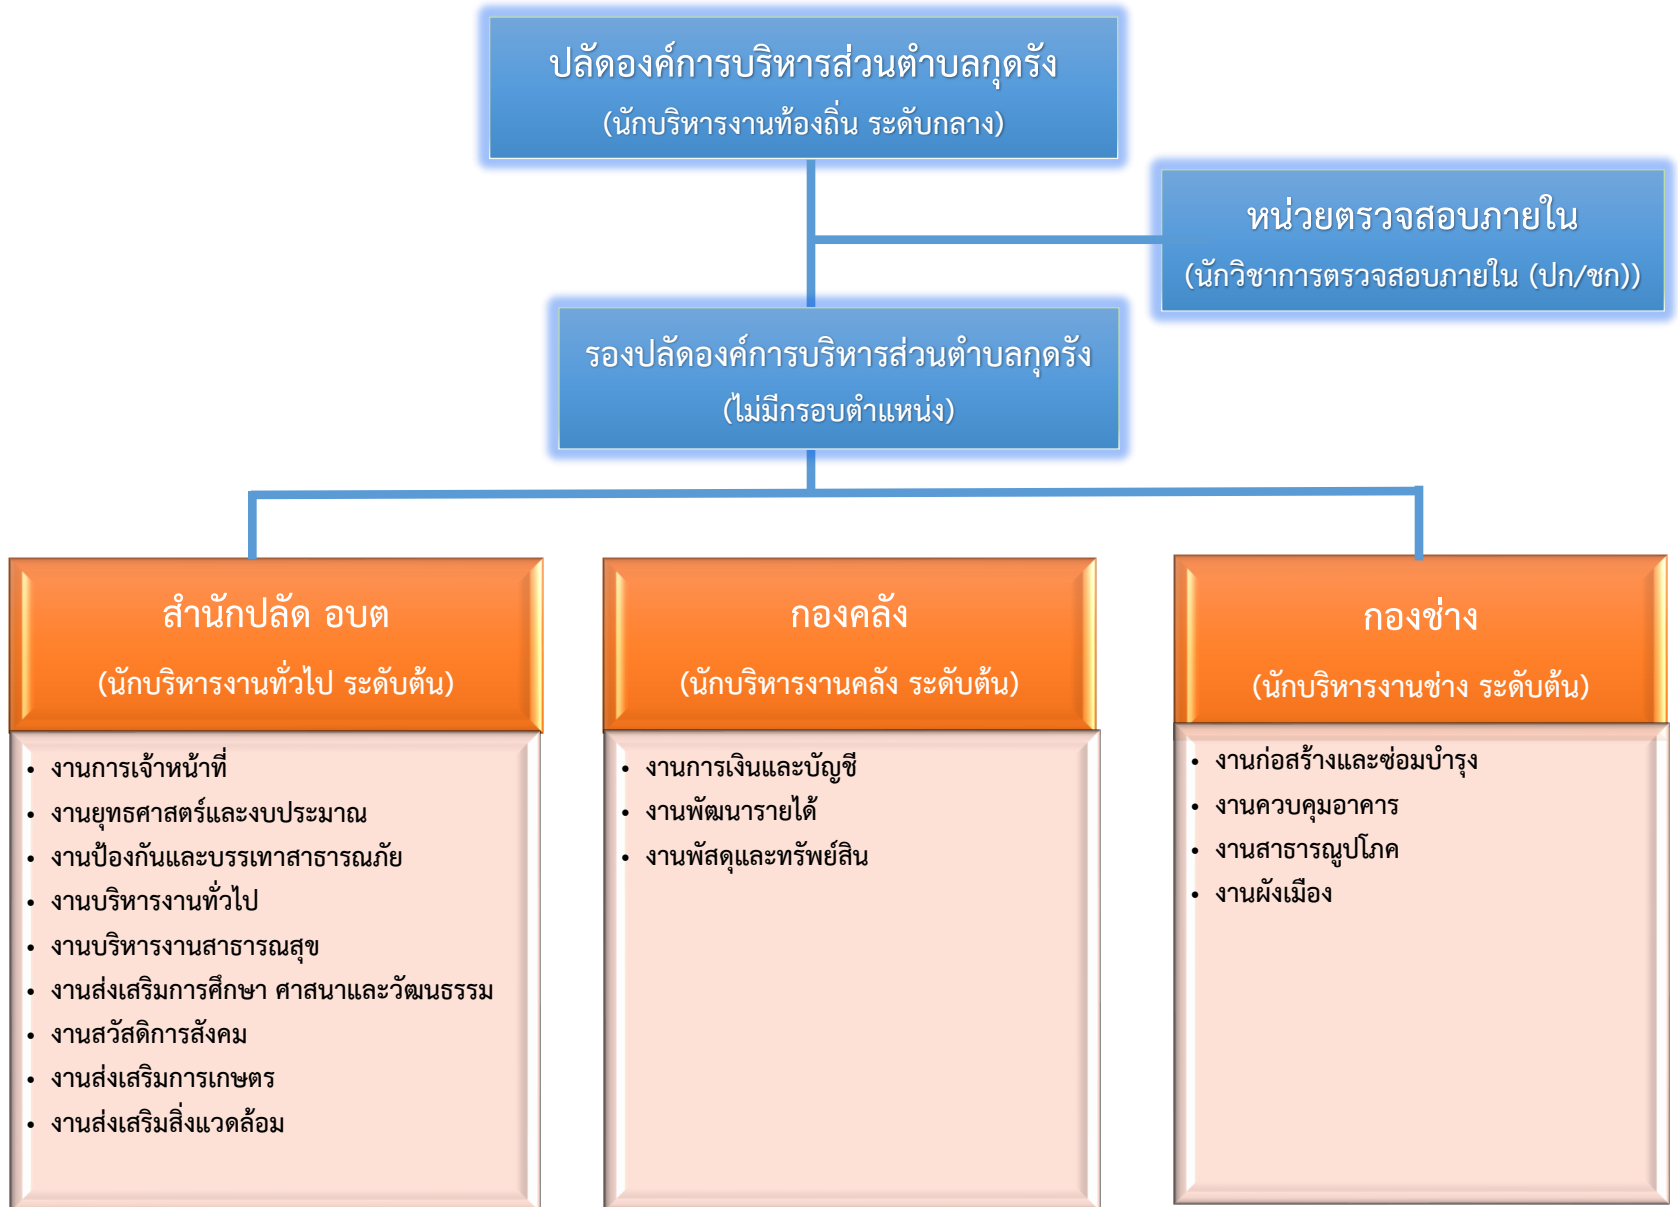 ปลัดองค์การบริหารส่วนตำบลกุดรัง
(นักบริหารงานท้องถิ่น ระดับกลาง)
หน่วยตรวจสอบภายใน
(นักวิชาการตรวจสอบภายใน (ปก/ชก))
รองปลัดองค์การบริหารส่วนตำบลกุดรัง
(ไม่มีกรอบตำแหน่ง)
สำนักปลัด อบต
(นักบริหารงานทั่วไป ระดับต้น)
• งานการเจ้าหน้าที่
• งานยุทธศาสตร์และงบประมาณ
• งานป้องกันและบรรเทาสาธารณภัย
• งานบริหารงานทั่วไป
• งานบริหารงานสาธารณสุข
• งานส่งเสริมการศึกษา ศาสนาและวัฒนธรรม
• งานสวัสดิการสังคม
• งานส่งเสริมการเกษตร
• งานส่งเสริมสิ่งแวดล้อม
กองคลัง
(นักบริหารงานคลัง ระดับต้น)
• งานการเงินและบัญชี
• งานพัฒนารายได้
• งานพัสดุและทรัพย์สิน
กองช่าง
(นักบริหารงานช่าง ระดับต้น)
• งานก่อสร้างและซ่อมบำรุง
• งานควบคุมอาคาร
• งานสาธารณูปโภค
• งานผังเมือง